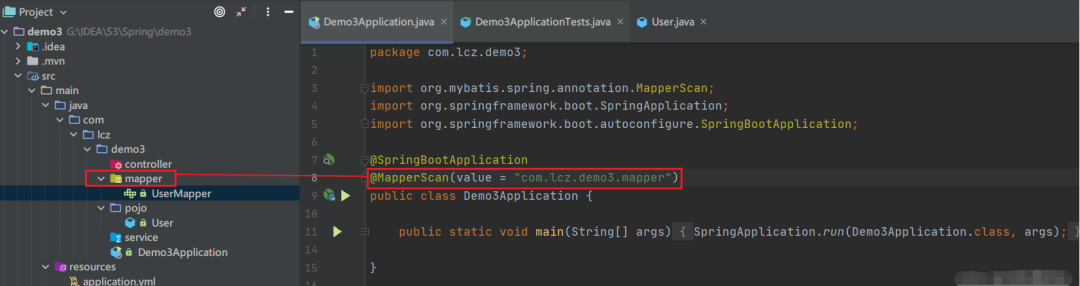 Project
demo3 G:\IDEA\S3\Spring\demo3
.idea
.mvn
src
main
java
com
lcz
demo3
controller
mapper
UserMapper
pojo
User
service
Demo3Application
resources
application.yml
Demo3Application.java
Demo3ApplicationTests.java
User.java
1 package com.lcz.demo3;
2
3 import org.mybatis.spring.annotation.MapperScan;
4 import org.springframework.boot.SpringApplication;
5 import org.springframework.boot.autoconfigure.SpringBootApplication;
6
7 @SpringBootApplication
8 @MapperScan(value = "com.lcz.demo3.mapper")
9 public class Demo3Application {
10
11 public static void main(String[] args) { SpringApplication.run(Demo3Application.class, args); }
14
15 }
16